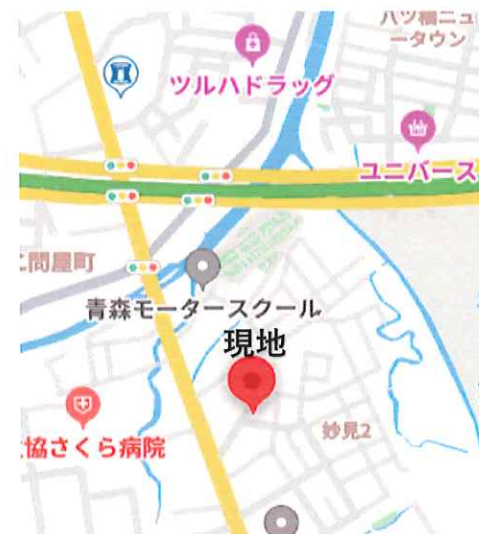 八ツ橋ニュ
ータウン
ツルハドラッグ
ユニバース
問屋町
青森モータースクール
現地
妙見2
協さくら病院